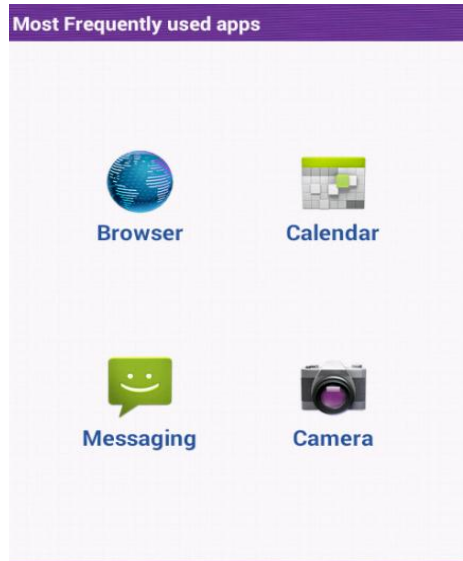 Most Frequently used apps
Browser
Calendar
Messaging
Camera